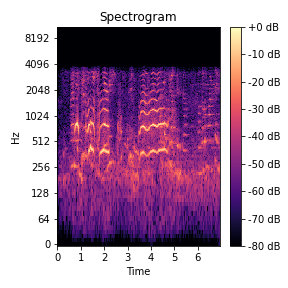 Spectrogram
+0 dB
8192
-10 dB
4096
-20 dB
2048
-30 dB
1024
Hz
-40 dB
512
-50 dB
256
128
-60 dB
64
-70 dB
0
-80 dB
0 1 2 3 4 5 6
Time